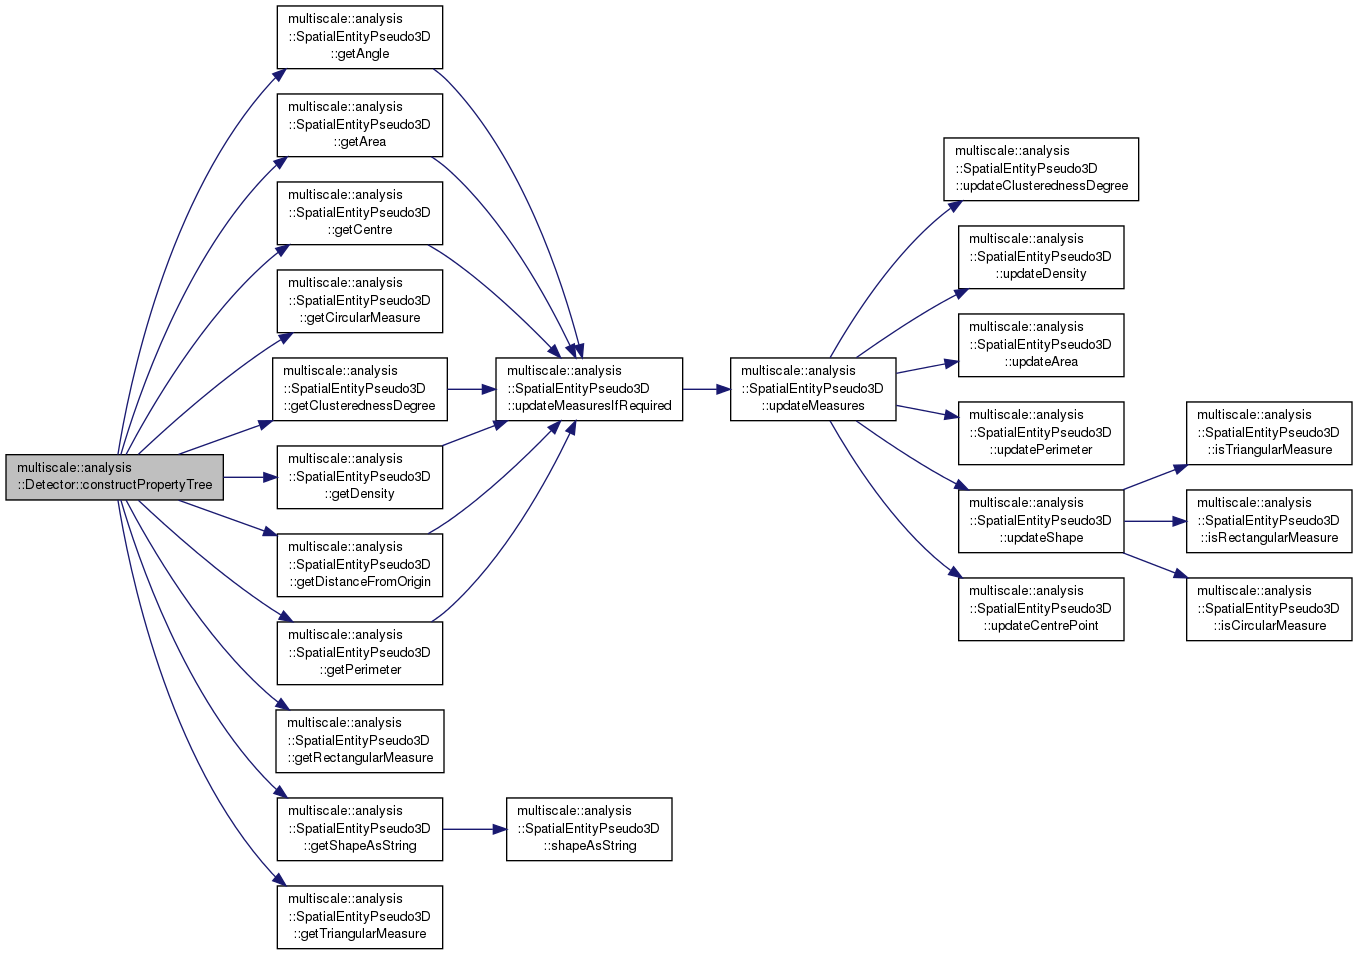 multiscale::analysis
::Detector::constructPropertyTree
multiscale::analysis
::SpatialEntityPseudo3D
::getAngle
multiscale::analysis
::SpatialEntityPseudo3D
::getArea
multiscale::analysis
::SpatialEntityPseudo3D
::getCentre
multiscale::analysis
::SpatialEntityPseudo3D
::getCircularMeasure
multiscale::analysis
::SpatialEntityPseudo3D
::getClusterednessDegree
multiscale::analysis
::SpatialEntityPseudo3D
::getDensity
multiscale::analysis
::SpatialEntityPseudo3D
::getDistanceFromOrigin
multiscale::analysis
::SpatialEntityPseudo3D
::getPerimeter
multiscale::analysis
::SpatialEntityPseudo3D
::getRectangularMeasure
multiscale::analysis
::SpatialEntityPseudo3D
::getShapeAsString
multiscale::analysis
::SpatialEntityPseudo3D
::getTriangularMeasure
multiscale::analysis
::SpatialEntityPseudo3D
::updateMeasuresIfRequired
multiscale::analysis
::SpatialEntityPseudo3D
::shapeAsString
multiscale::analysis
::SpatialEntityPseudo3D
::updateMeasures
multiscale::analysis
::SpatialEntityPseudo3D
::updateClusterednessDegree
multiscale::analysis
::SpatialEntityPseudo3D
::updateDensity
multiscale::analysis
::SpatialEntityPseudo3D
::updateArea
multiscale::analysis
::SpatialEntityPseudo3D
::updatePerimeter
multiscale::analysis
::SpatialEntityPseudo3D
::updateShape
multiscale::analysis
::SpatialEntityPseudo3D
::updateCentrePoint
multiscale::analysis
::SpatialEntityPseudo3D
::isTriangularMeasure
multiscale::analysis
::SpatialEntityPseudo3D
::isRectangularMeasure
multiscale::analysis
::SpatialEntityPseudo3D
::isCircularMeasure